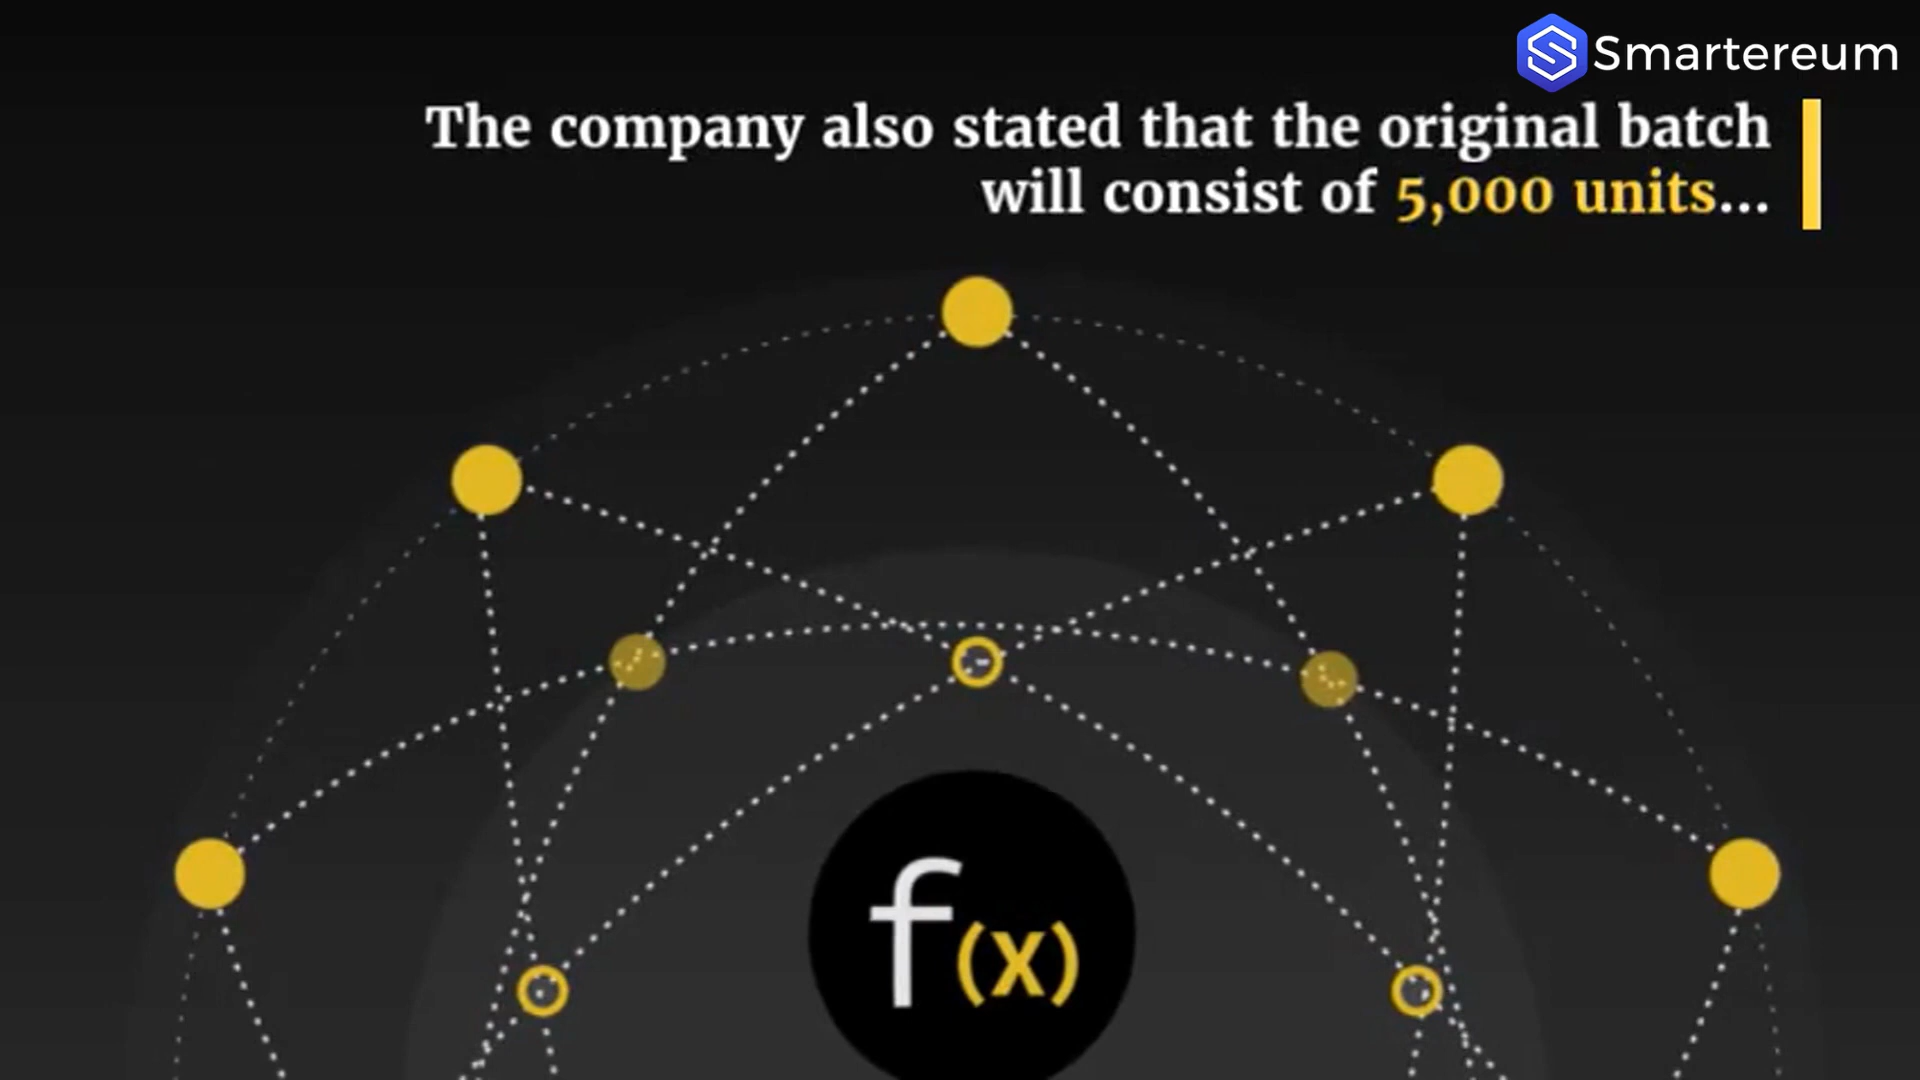 Smartereum
The company also stated that the original batch
will consist of 5,000 units...
f(x)